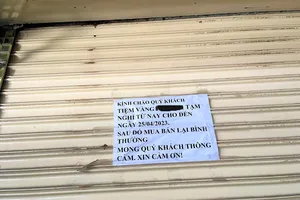 KÍNH CHÀO QUÝ KHÁCH
TIỆM VÀNG TẠM
NGHỈ TỪ NAY CHO ĐẾN
NGÀY 25/04/2023.
SAU ĐÓ MUA BÁN LẠI BÌNH
THƯỜNG
MONG QUÝ KHÁCH THÔNG
CẢM. XIN CẢM ƠN!